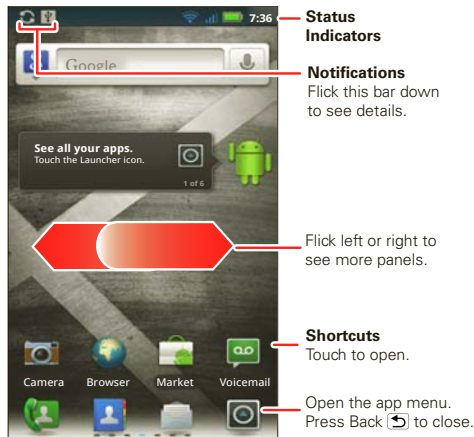 7:36
Status
Indicators
Google
Notifications
Flick this bar down
to see details.
See all your apps.
Touch the Launcher icon.
1 of 6
Flick left or right to
see more panels.
Shortcuts
Touch to open.
Camera
Browser
Market
Voicemail
Open the app menu.
Press Back to close.